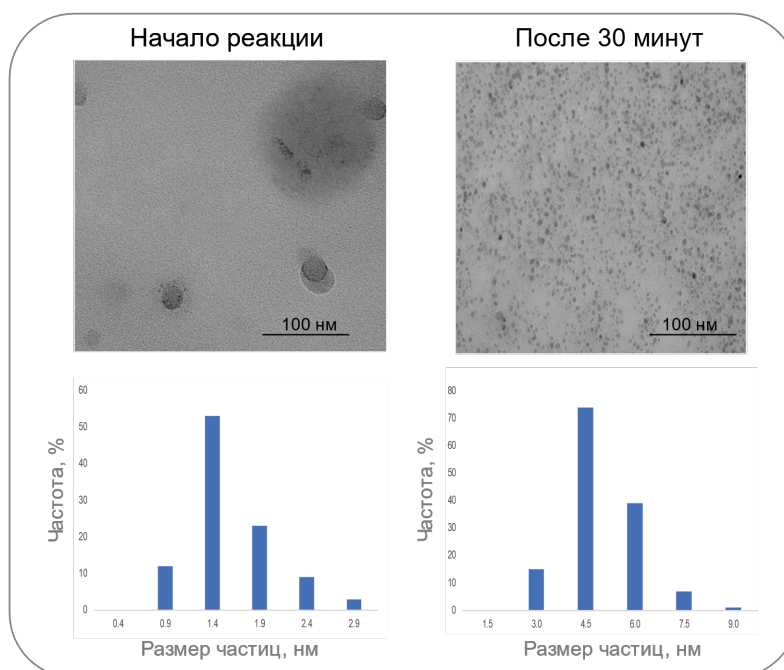 Начало реакции
После 30 минут
100 нм
100 нм
60
50
40
30
20
10
0
0.4 0.9 1.4 1.9 2.4 2.9
Частота, %
Размер частиц, нм
80
70
60
50
40
30
20
10
0
1.5 3.0 4.5 6.0 7.5 9.0
Частота, %
Размер частиц, нм